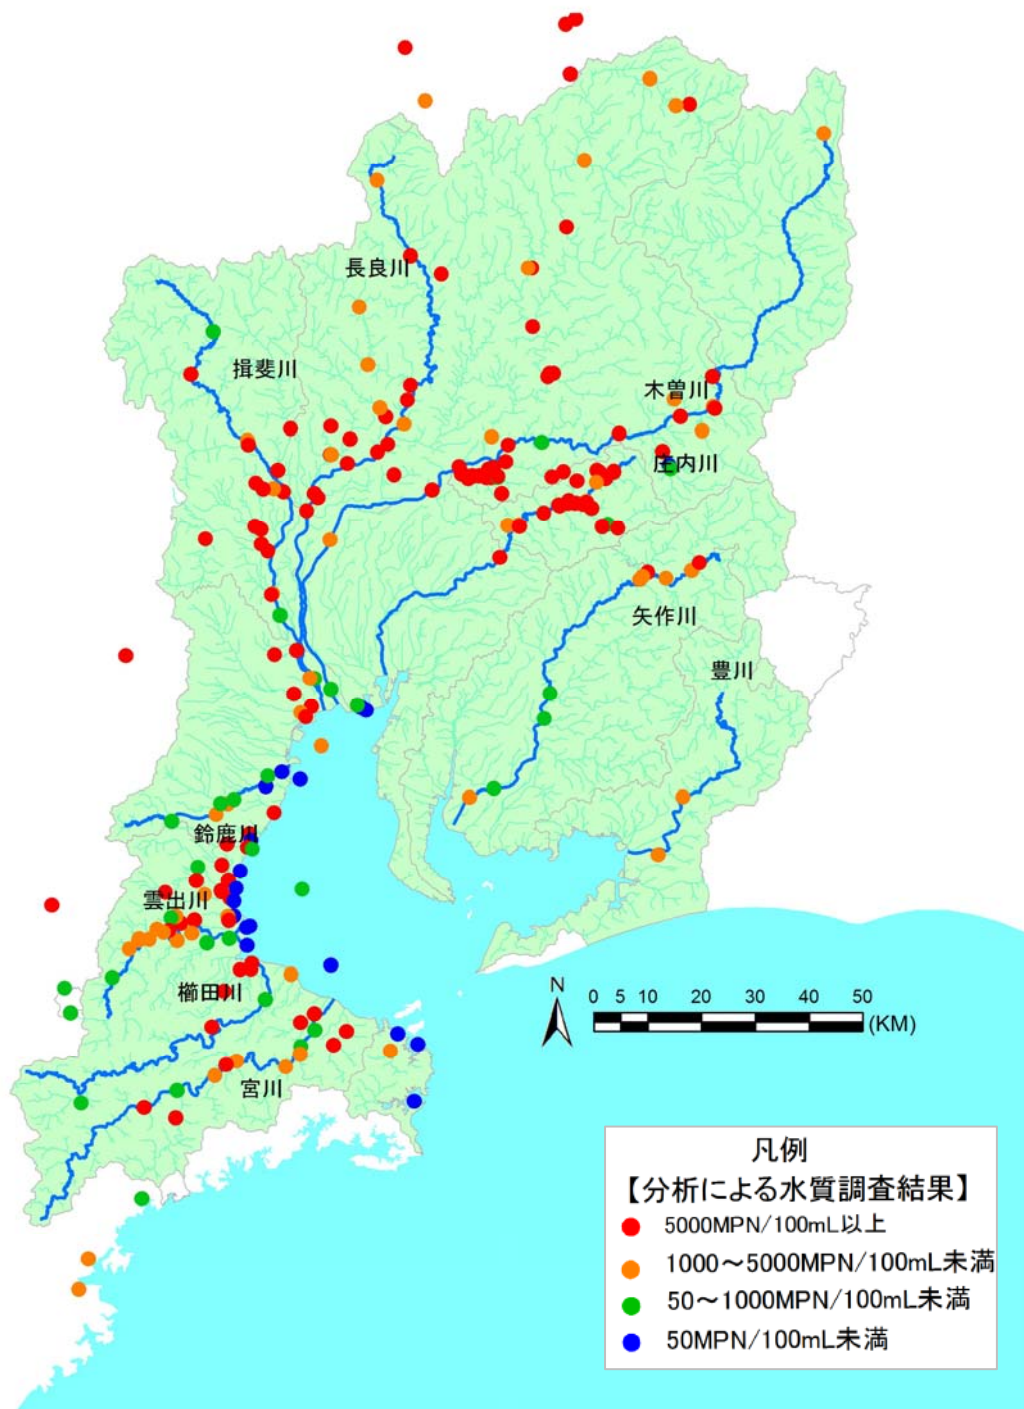 長良川
揖斐川
木曽川
庄内川
矢作川
豊川
鈴鹿川
雲出川
櫛田川
宮川
N
0 5 10 20 30 40 50
(KM)
凡例
【分析による水質調査結果】
5000MPN/100mL以上
1000～5000MPN/100mL未満
50～1000MPN/100mL未満
50MPN/100mL未満